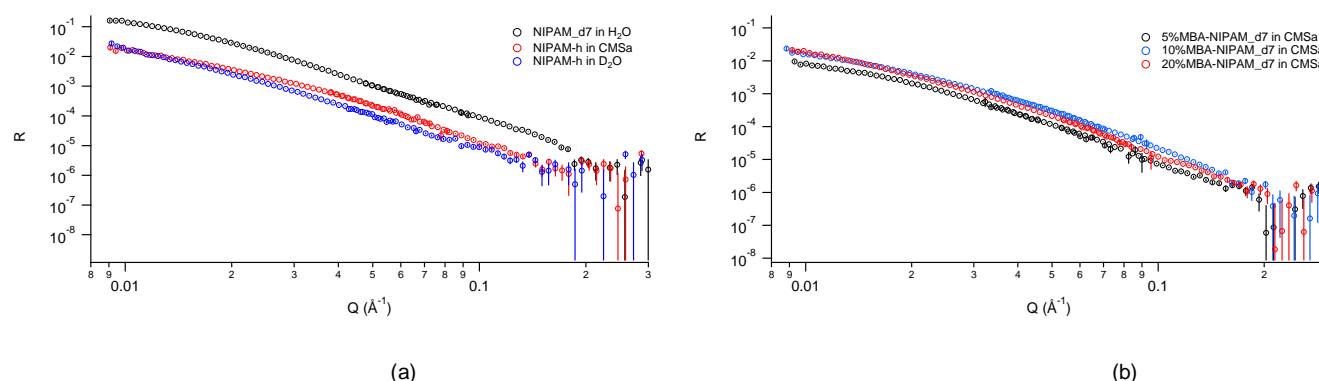 10⁻¹
10⁻²
10⁻³
10⁻⁴
10⁻⁵
10⁻⁶
10⁻⁷
10⁻⁸
R
NIPAM_d7 in H₂O
NIPAM-h in CMSa
NIPAM-h in D₂O
8 9 2 3 4 5 6 7 8 9 2 3
0.01 0.1
Q (Å⁻¹)
(a)
10⁻¹
10⁻²
10⁻³
10⁻⁴
10⁻⁵
10⁻⁶
10⁻⁷
10⁻⁸
R
5%MBA-NIPAM_d7 in CMSa
10%MBA-NIPAM_d7 in CMSa
20%MBA-NIPAM_d7 in CMSa
8 9 2 3 4 5 6 7 8 9 2
0.01 0.1
Q (Å⁻¹)
(b)